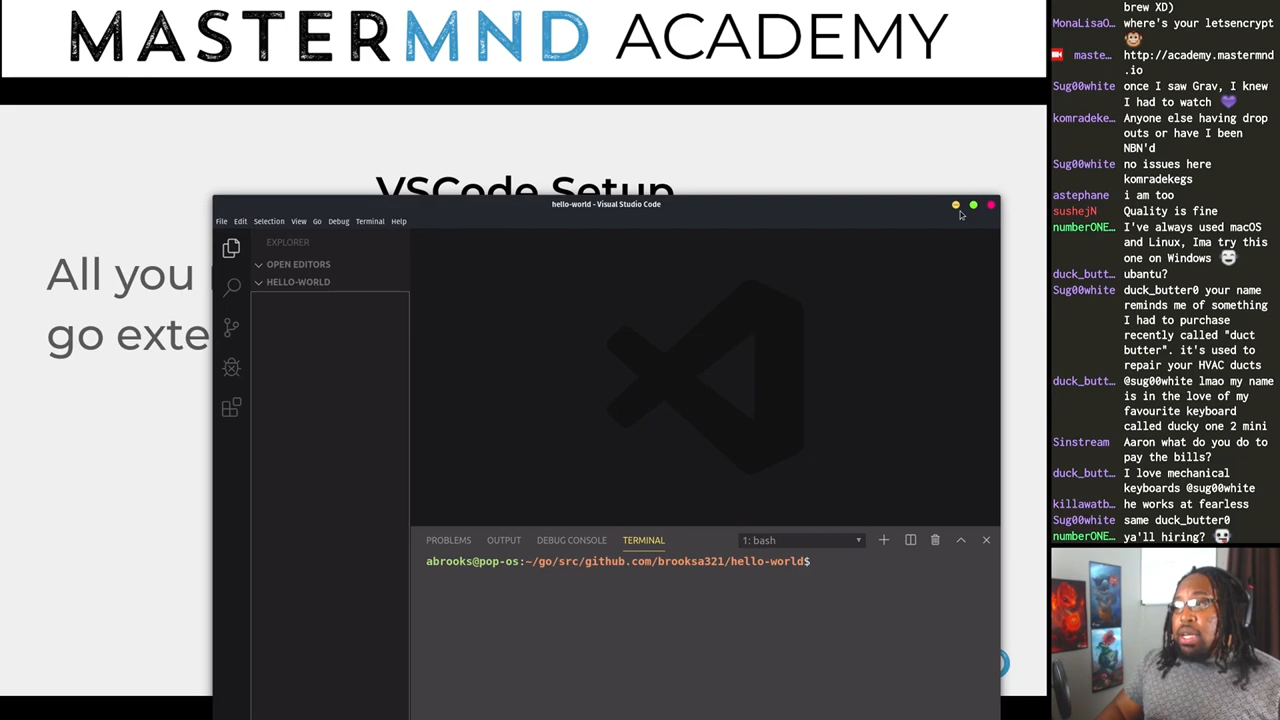 MASTERMND ACADEMY
VSCode Setup
All you
go exte
hello-world - Visual Studio Code
File Edit Selection View Go Debug Terminal Help
EXPLORER
OPEN EDITORS
HELLO-WORLD
PROBLEMS OUTPUT DEBUG CONSOLE TERMINAL 1: bash
abrooks@pop-os:~/go/src/github.com/brooksa321/hello-world$
brew XD)
MonaLisaO… where's your letsencrypt
maste… http://academy.mastermnd
.io
Sug00white once I saw Grav, I knew
I had to watch
komradeke… Anyone else having drop
outs or have I been
NBN'd
Sug00white no issues here
komradekegs
astephane i am too
sushejN Quality is fine
numberONE… I've always used macOS
and Linux, Ima try this
one on Windows
duck_butt… ubantu?
Sug00white duck_butter0 your name
reminds me of something
I had to purchase
recently called "duct
butter". it's used to
repair your HVAC ducts
duck_butt… @sug00white lmao my name
is in the love of my
favourite keyboard
called ducky one 2 mini
Sinstream Aaron what do you do to
pay the bills?
duck_butt… I love mechanical
keyboards @sug00white
killawatb… he works at fearless
Sug00white same duck_butter0
numberONE… ya'll hiring?